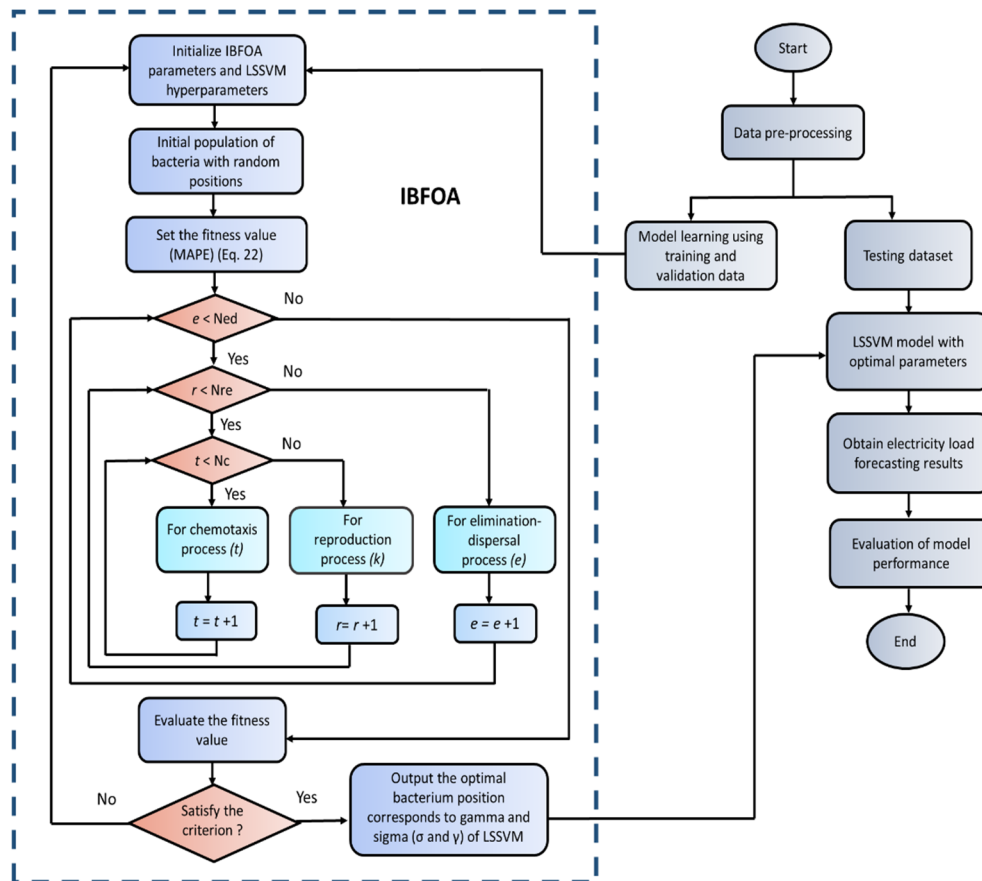 Initialize IBFOA
parameters and LSSVM
hyperparameters
Initial population of
bacteria with random
positions
IBFOA
Set the fitness value
(MAPE) (Eq. 22)
No
e < Ned
Yes
No
r < Nre
Yes
No
t < Nc
Yes
For chemotaxis
process (t)
For
reproduction
process (k)
For elimination-
dispersal
process (e)
t = t +1
r= r +1
e = e +1
Evaluate the fitness
value
No
Satisfy the
criterion ?
Yes
Output the optimal
bacterium position
corresponds to gamma and
sigma (σ and γ) of LSSVM
Start
Data pre-processing
Model learning using
training and
validation data
Testing dataset
LSSVM model with
optimal parameters
Obtain electricity load
forecasting results
Evaluation of model
performance
End